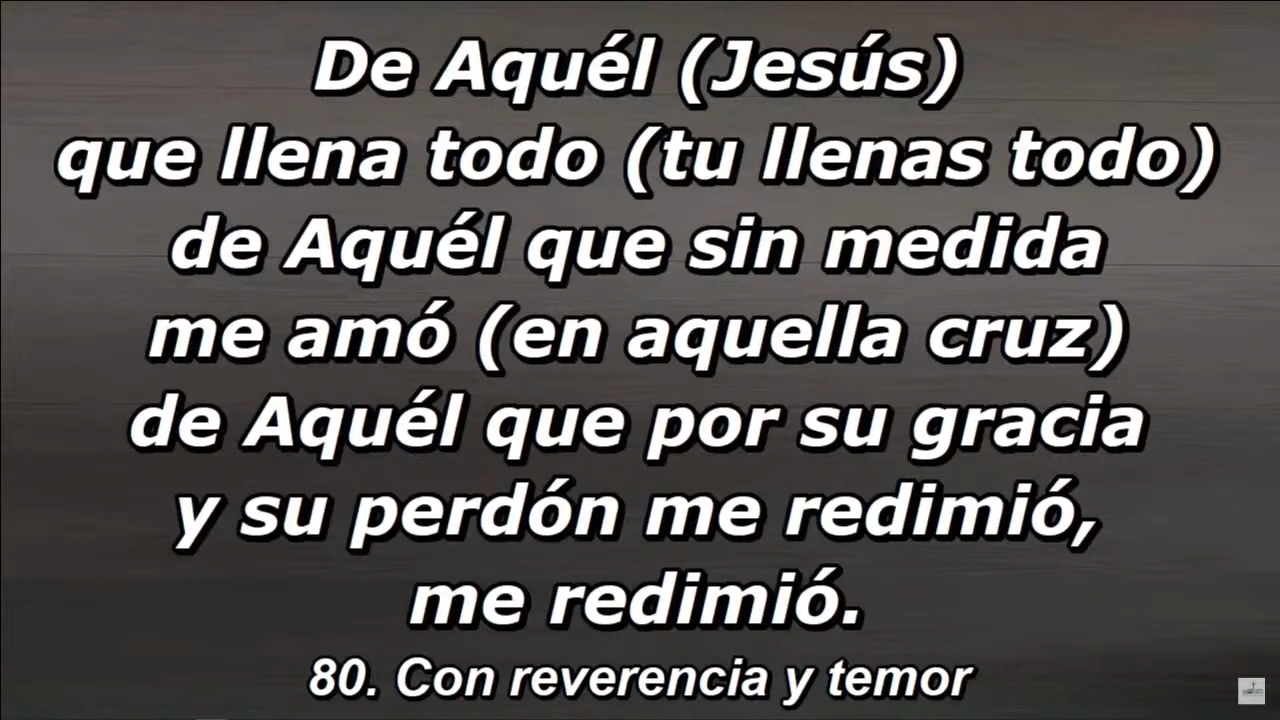 De Aquél (Jesús)
que llena todo (tu llenas todo)
de Aquél que sin medida
me amó (en aquella cruz)
de Aquél que por su gracia
y su perdón me redimió,
me redimió.
80. Con reverencia y temor